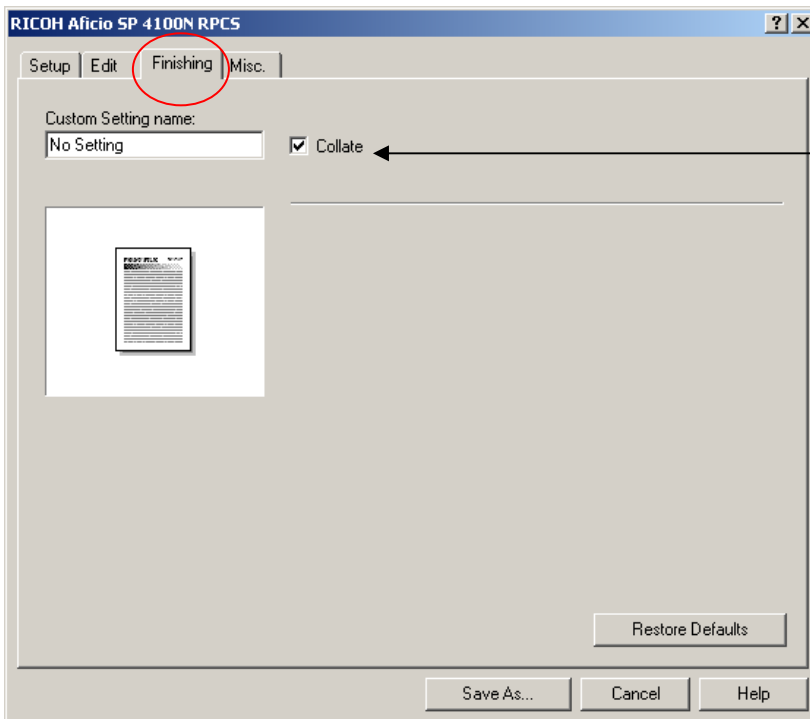 RICOH Aficio SP 4100N RPCS
Setup Edit Finishing Misc.
Custom Setting name:
No Setting
Collate
Restore Defaults
Save As... Cancel Help